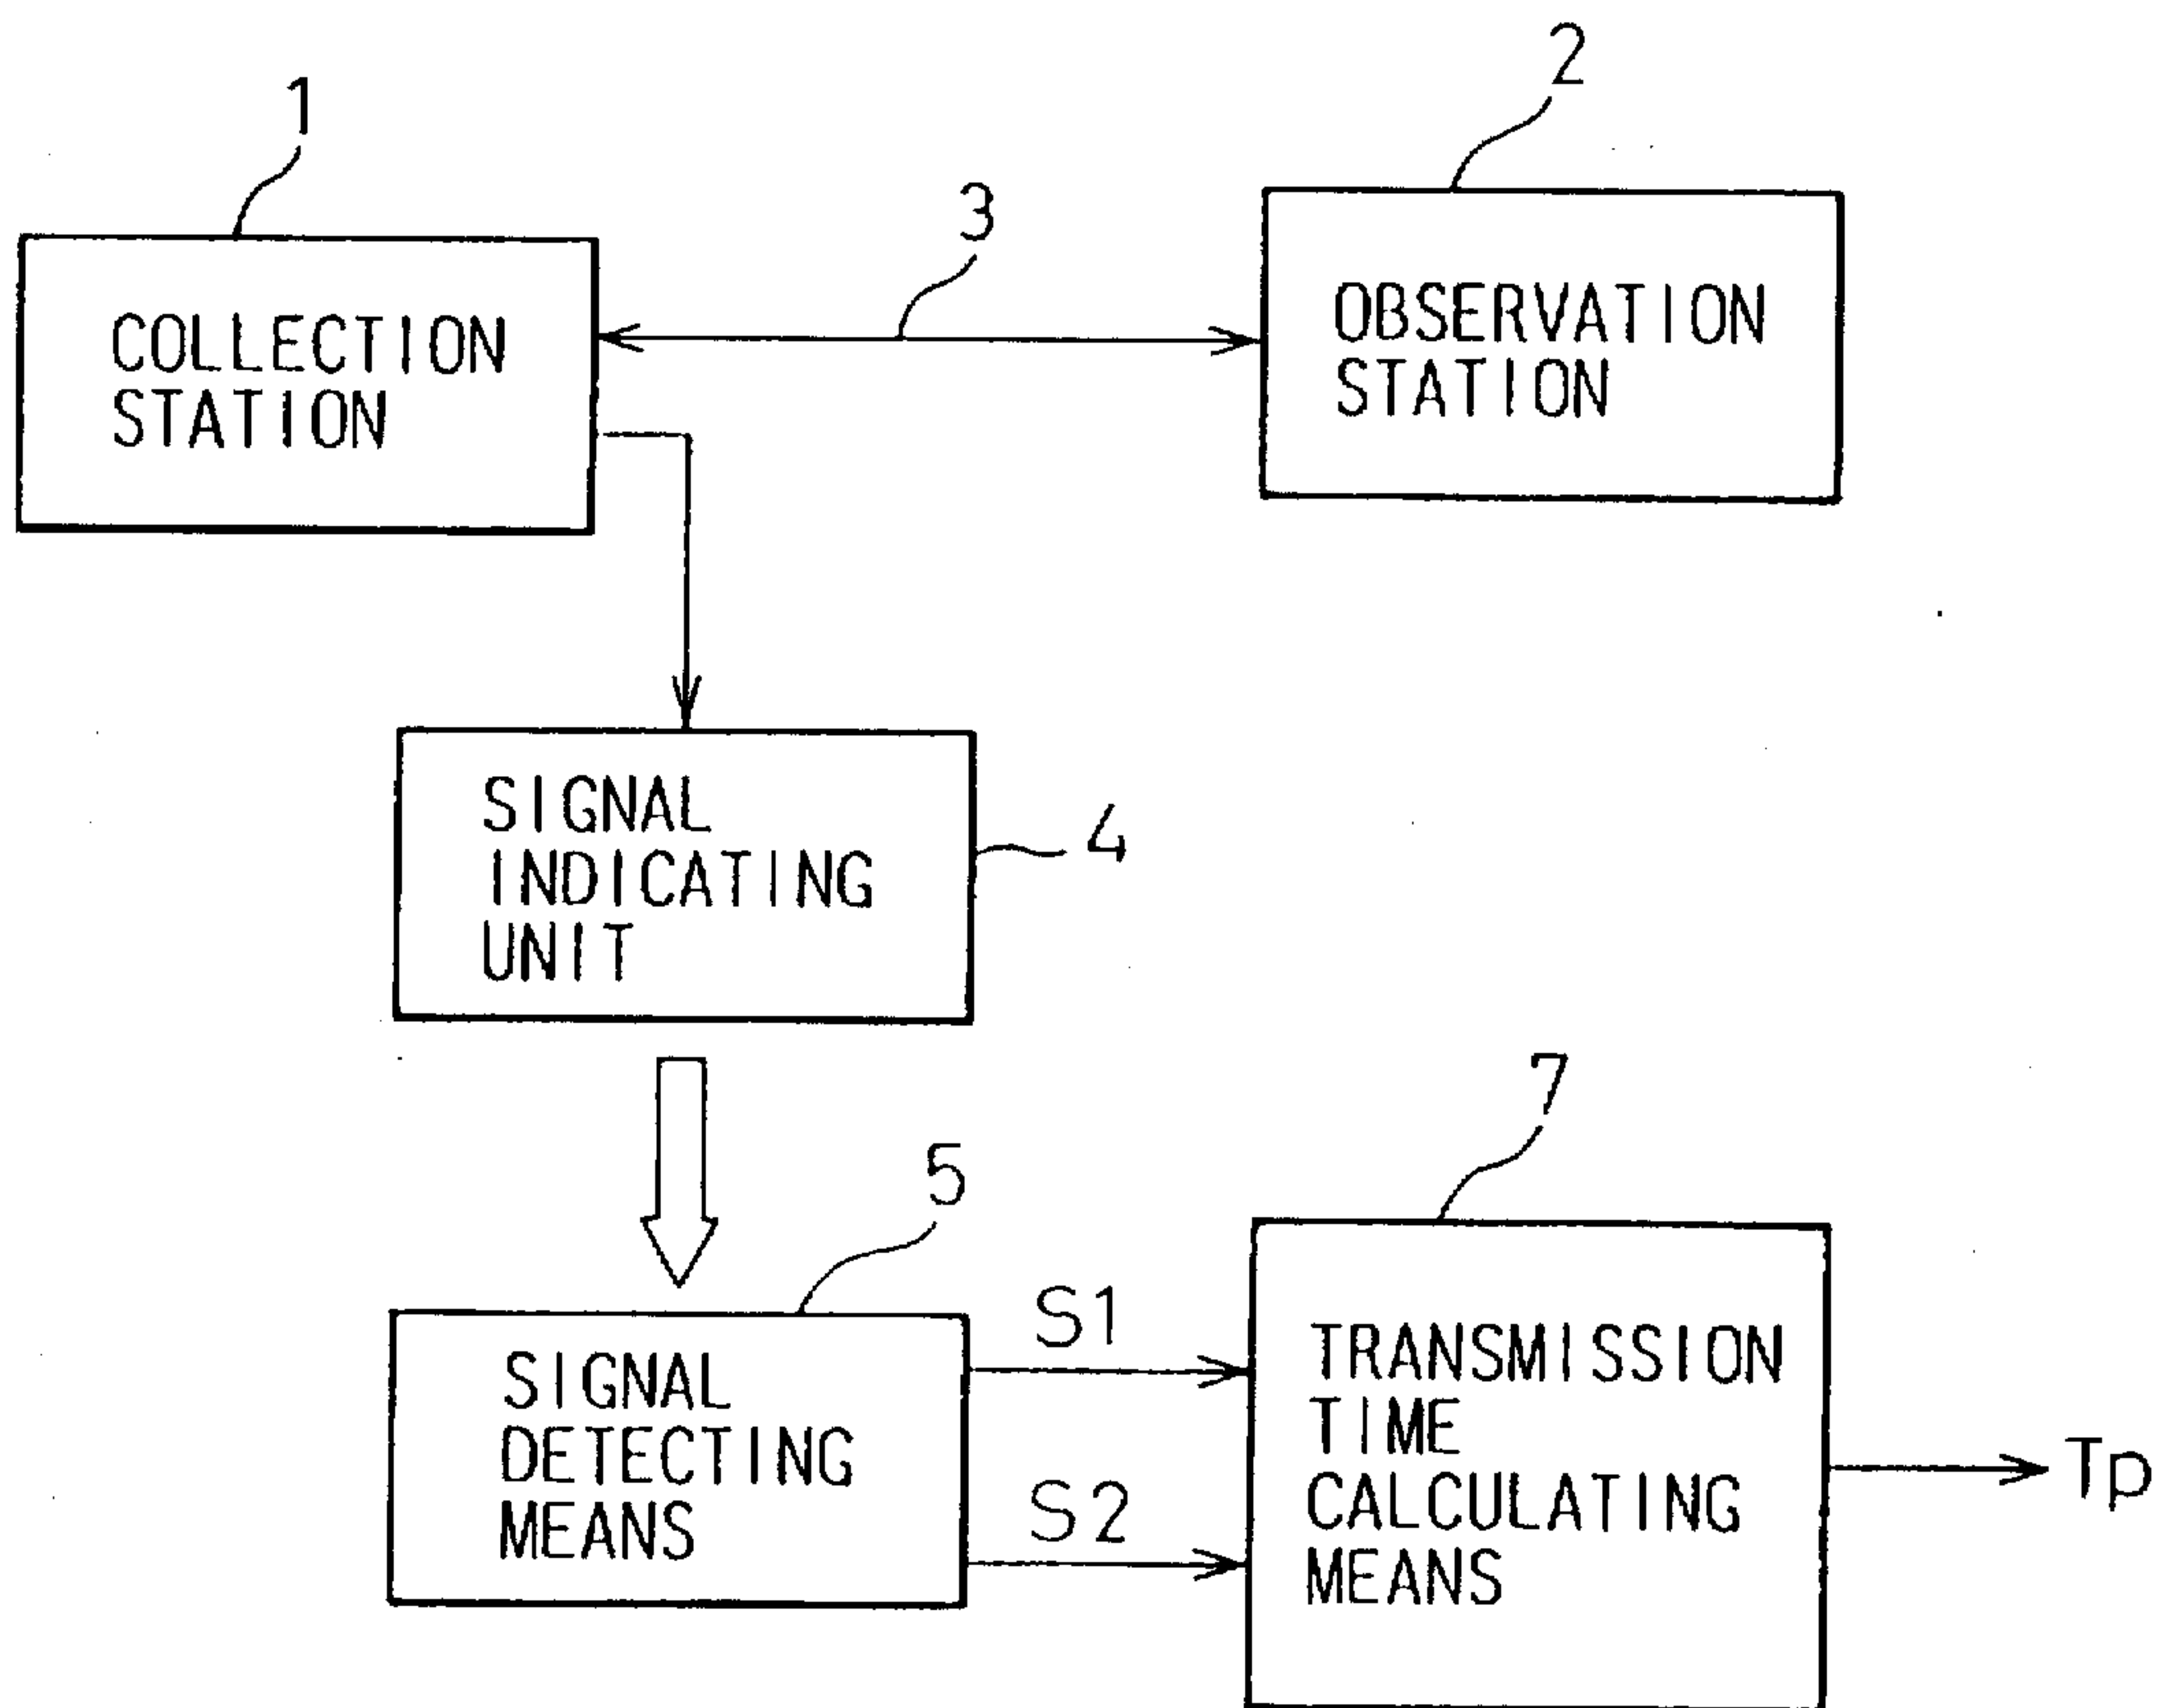 1
2
3
COLLECTION
STATION
OBSERVATION
STATION
SIGNAL
INDICATING
UNIT
4
5
7
SIGNAL
DETECTING
MEANS
S1
S2
TRANSMISSION
TIME
CALCULATING
MEANS
Tp